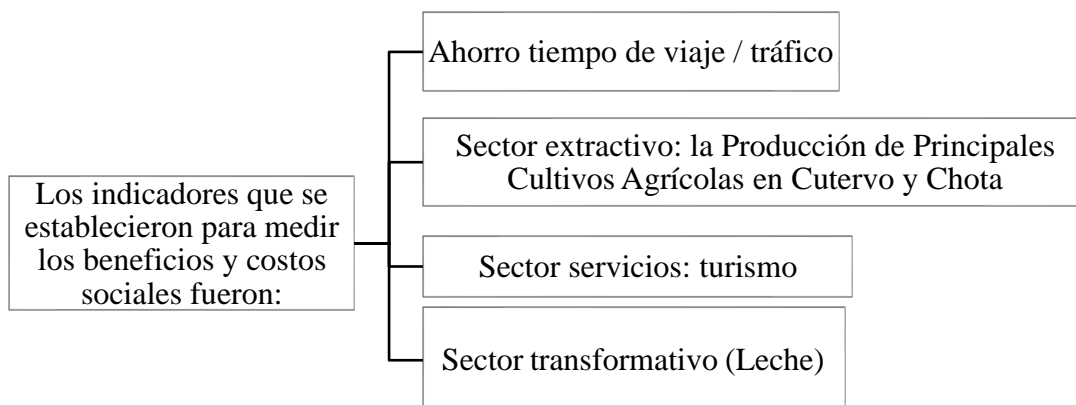 Los indicadores que se
establecieron para medir
los beneficios y costos
sociales fueron:
Ahorro tiempo de viaje / tráfico
Sector extractivo: la Producción de Principales
Cultivos Agrícolas en Cutervo y Chota
Sector servicios: turismo
Sector transformativo (Leche)